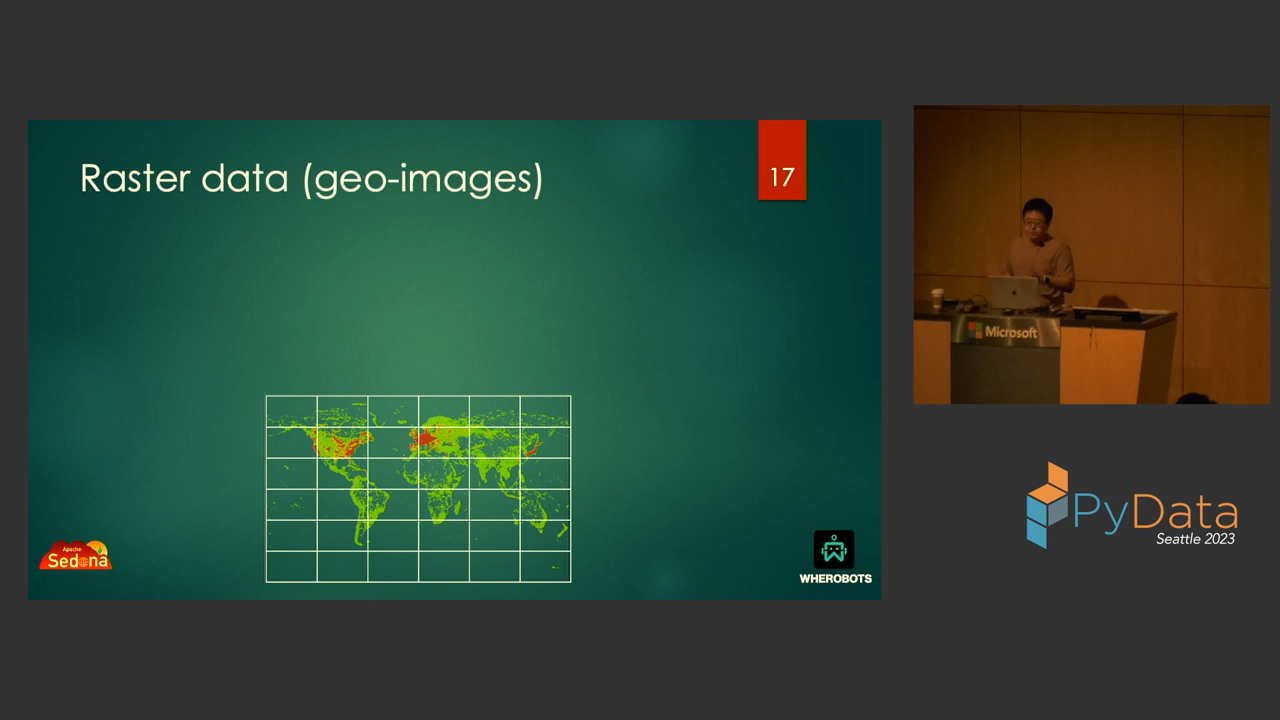 Raster data (geo-images)
17
Apache
Sedona
WHEROBOTS
Microsoft
PyData
Seattle 2023